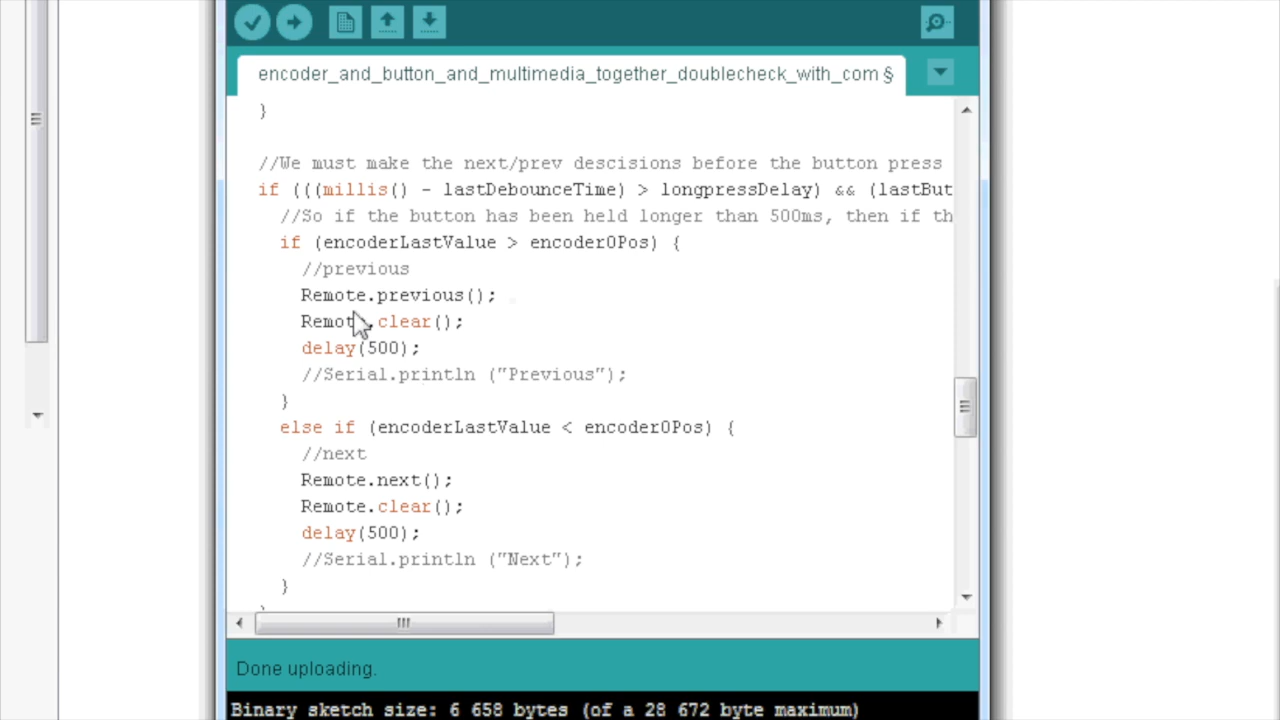 encoder_and_button_and_multimedia_together_doublecheck_with_com §
}
//We must make the next/prev descisions before the button press
if (((millis() - lastDebounceTime) > longpressDelay) && (lastBut
//So if the button has been held longer than 500ms, then if th
if (encoderLastValue > encoder0Pos) {
//previous
Remote.previous();
Remote.clear();
delay(500);
//Serial.println ("Previous");
}
else if (encoderLastValue < encoder0Pos) {
//next
Remote.next();
Remote.clear();
delay(500);
//Serial.println ("Next");
}
Done uploading.
Binary sketch size: 6 658 bytes (of a 28 672 byte maximum)